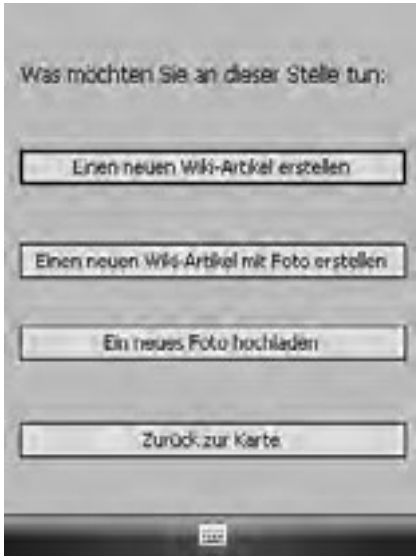 Was möchten Sie an dieser Stelle tun:
Einen neuen Wiki-Artikel erstellen
Einen neuen Wiki-Artikel mit Foto erstellen
Ein neues Foto hochladen
Zurück zur Karte